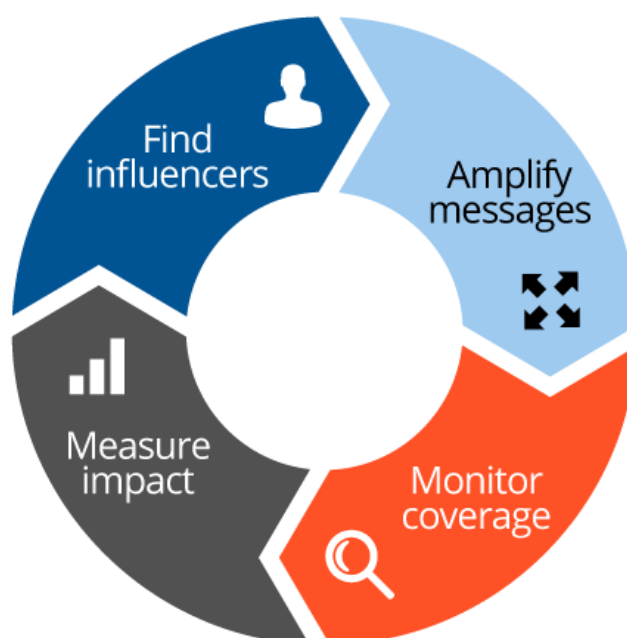 Find
influencers
Amplify
messages
Monitor
coverage
Measure
impact